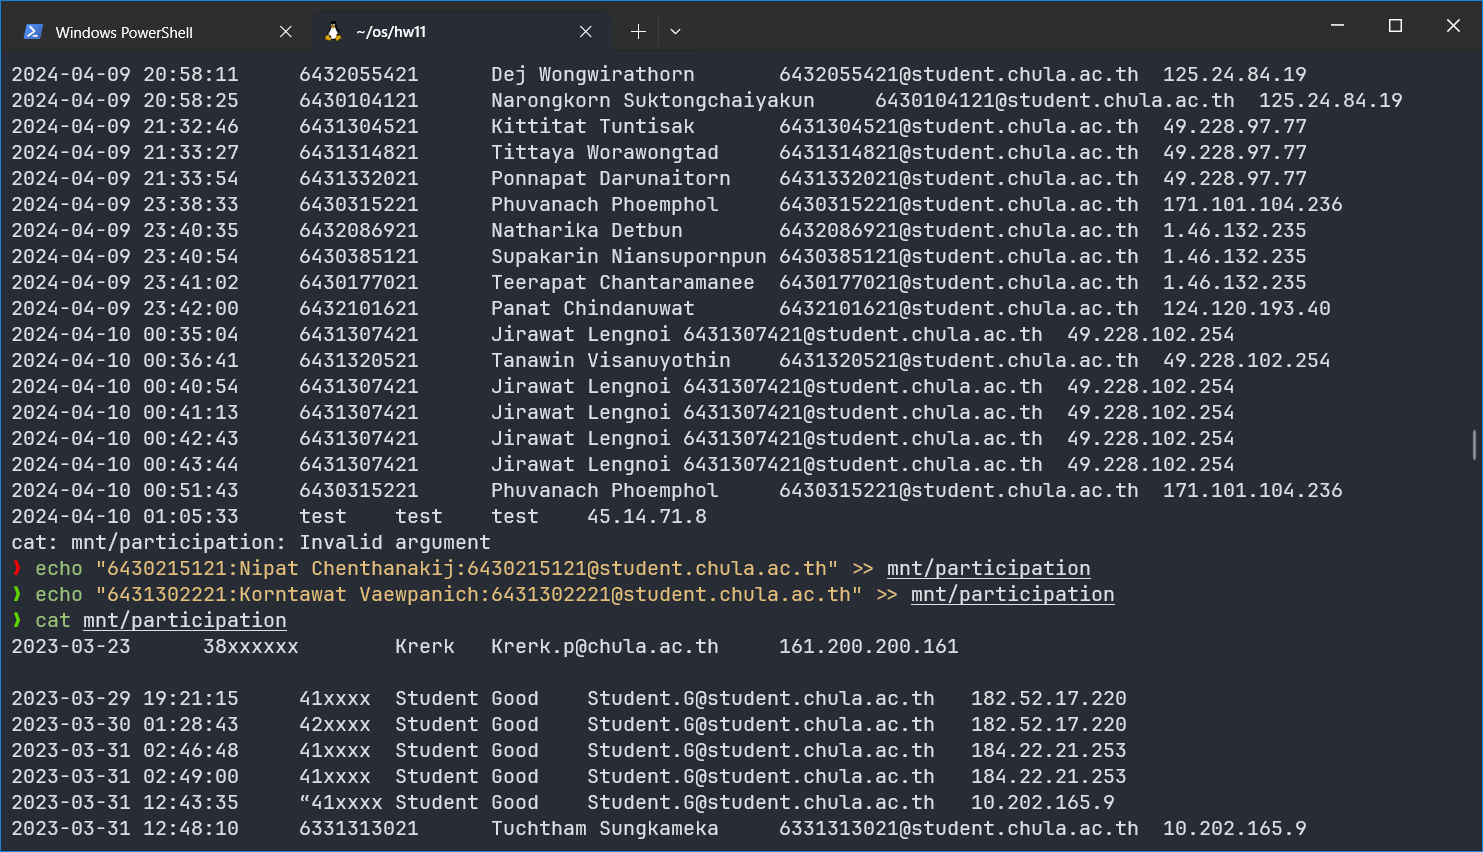 Windows PowerShell ~/os/hw11
2024-04-09 20:58:11 6432055421 Dej Wongwirathorn 6432055421@student.chula.ac.th 125.24.84.19
2024-04-09 20:58:25 6430104121 Narongkorn Suktongchaiyakun 6430104121@student.chula.ac.th 125.24.84.19
2024-04-09 21:32:46 6431304521 Kittitat Tuntisak 6431304521@student.chula.ac.th 49.228.97.77
2024-04-09 21:33:27 6431314821 Tittaya Worawongtad 6431314821@student.chula.ac.th 49.228.97.77
2024-04-09 21:33:54 6431332021 Ponnapat Darunaitorn 6431332021@student.chula.ac.th 49.228.97.77
2024-04-09 23:38:33 6430315221 Phuvanach Phoemphol 6430315221@student.chula.ac.th 171.101.104.236
2024-04-09 23:40:35 6432086921 Natharika Detbun 6432086921@student.chula.ac.th 1.46.132.235
2024-04-09 23:40:54 6430385121 Supakarin Niansupornpun 6430385121@student.chula.ac.th 1.46.132.235
2024-04-09 23:41:02 6430177021 Teerapat Chantaramanee 6430177021@student.chula.ac.th 1.46.132.235
2024-04-09 23:42:00 6432101621 Panat Chindanuwat 6432101621@student.chula.ac.th 124.120.193.40
2024-04-10 00:35:04 6431307421 Jirawat Lengnoi 6431307421@student.chula.ac.th 49.228.102.254
2024-04-10 00:36:41 6431320521 Tanawin Visanuyothin 6431320521@student.chula.ac.th 49.228.102.254
2024-04-10 00:40:54 6431307421 Jirawat Lengnoi 6431307421@student.chula.ac.th 49.228.102.254
2024-04-10 00:41:13 6431307421 Jirawat Lengnoi 6431307421@student.chula.ac.th 49.228.102.254
2024-04-10 00:42:43 6431307421 Jirawat Lengnoi 6431307421@student.chula.ac.th 49.228.102.254
2024-04-10 00:43:44 6431307421 Jirawat Lengnoi 6431307421@student.chula.ac.th 49.228.102.254
2024-04-10 00:51:43 6430315221 Phuvanach Phoemphol 6430315221@student.chula.ac.th 171.101.104.236
2024-04-10 01:05:33 test test test 45.14.71.8
cat: mnt/participation: Invalid argument
❯ echo "6430215121:Nipat Chenthanakij:6430215121@student.chula.ac.th" >> mnt/participation
❯ echo "6431302221:Korntawat Vaewpanich:6431302221@student.chula.ac.th" >> mnt/participation
❯ cat mnt/participation
2023-03-23 38xxxxxx Krerk Krerk.p@chula.ac.th 161.200.200.161
2023-03-29 19:21:15 41xxxx Student Good Student.G@student.chula.ac.th 182.52.17.220
2023-03-30 01:28:43 42xxxx Student Good Student.G@student.chula.ac.th 182.52.17.220
2023-03-31 02:46:48 41xxxx Student Good Student.G@student.chula.ac.th 184.22.21.253
2023-03-31 02:49:00 41xxxx Student Good Student.G@student.chula.ac.th 184.22.21.253
2023-03-31 12:43:35 “41xxxx Student Good Student.G@student.chula.ac.th 10.202.165.9
2023-03-31 12:48:10 6331313021 Tuchtham Sungkameka 6331313021@student.chula.ac.th 10.202.165.9